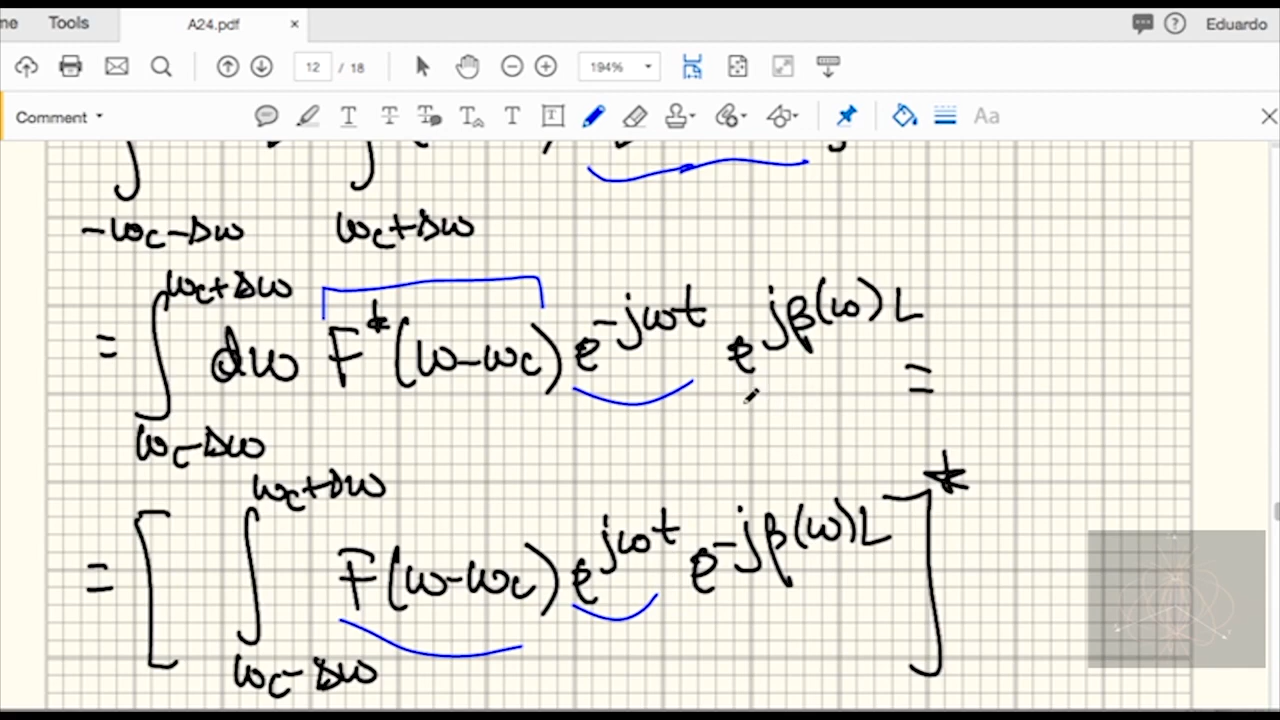 me Tools A24.pdf × ? Eduardo
12 / 18 194%
Comment T T T T T T Aa
-ωc-Δω ωc+Δω
ωc+Δω
= ∫ dω F*(ω-ωc) e^-jωt e^jβ(ω)L =
ωc-Δω
ωc+Δω
= [ ∫ F(ω-ωc) e^jωt e^-jβ(ω)L ]*
ωc-Δω